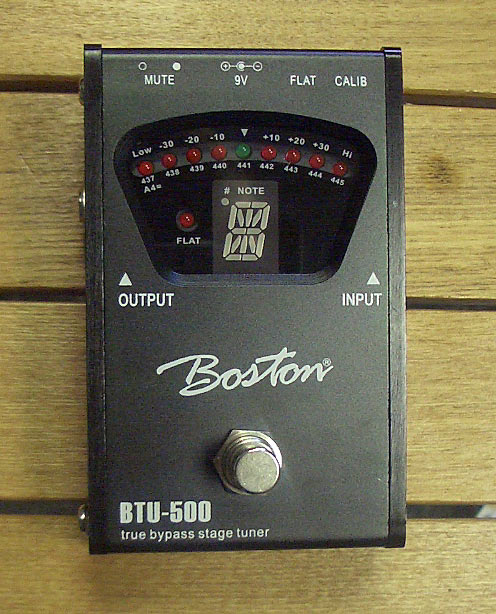 MUTE 9V FLAT CALIB
Low -30 -20 -10 +10 +20 +30 Hi
437 438 439 440 441 442 443 444 445
A4=
# NOTE
FLAT
OUTPUT INPUT
Boston®
BTU-500
true bypass stage tuner